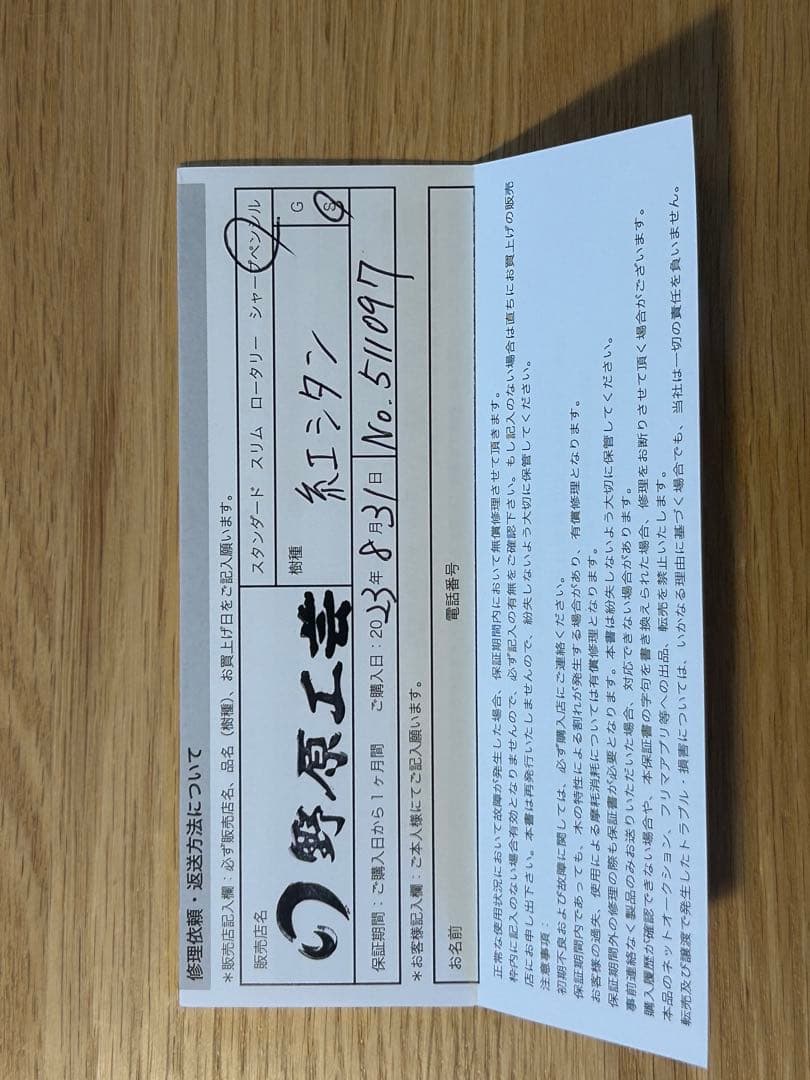 修理依頼・返送方法について
＊販売店記入欄：必ず販売店名、品名（樹種）、お買上げ日をご記入願います。
販売店名
野原工芸
スタンダード スリム ロータリー シャープペンシル
樹種
紅シタン
G
S
保証期間：ご購入日から1ヶ月間 ご購入日：2023年8月31日
No.511097
＊お客様記入欄：ご本人様にてご記入願います。
お名前
電話番号
正常な使用状況において故障が発生した場合、保証期間内において無償修理させて頂きます。
枠内に記入のない場合有効となりませんので、必ず記入の有無をご確認下さい。もし記入のない場合は直ちにお買上げの販売
店にお申し出下さい。本書は再発行いたしませんので、紛失しないよう大切に保管してください。
注意事項：
初期不良および故障に関しては、必ず購入店にご連絡ください。
保証期間内であっても、木の特性による割れが発生する場合があり、有償修理となります。
お客様の過失、使用による摩耗消耗については有償修理となります。
保証期間外の修理の際も保証書が必要となります。本書は紛失しないよう大切に保管してください。
事前連絡なく製品のみお送りいただいた場合、対応できない場合があります。
購入履歴が確認できない場合や、本保証書の字句を書き換えられた場合、修理をお断りさせて頂く場合がございます。
本品のネットオークション、フリマアプリ等への出品、転売を禁止いたします。
転売及び譲渡で発生したトラブル・損害については、いかなる理由に基づく場合でも、当社は一切の責任を負いません。